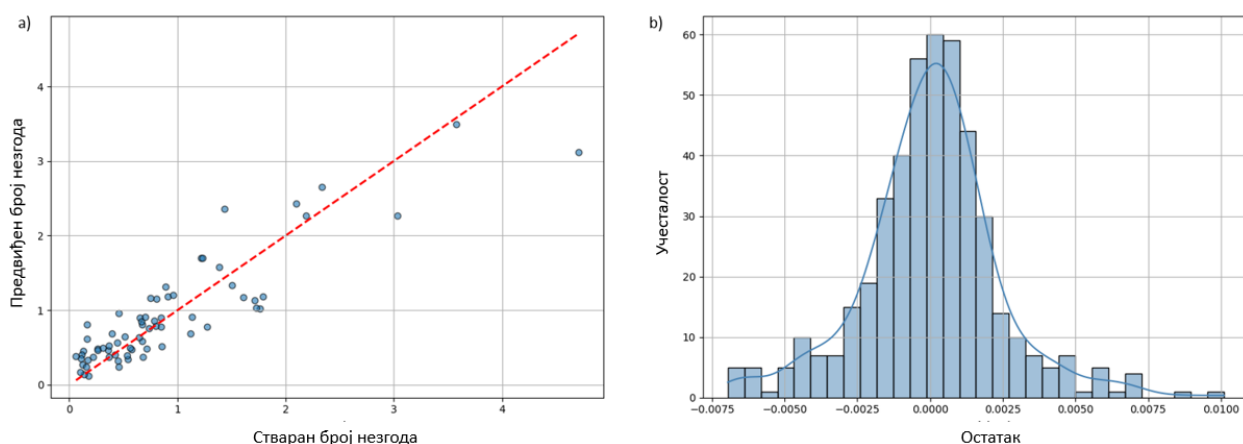 a)
Предвиђен број незгода
4
3
2
1
0
0 1 2 3 4
Стваран број незгода
b)
Учесталост
60
50
40
30
20
10
0
−0.0075 −0.0050 −0.0025 0.0000 0.0025 0.0050 0.0075 0.0100
Остатак